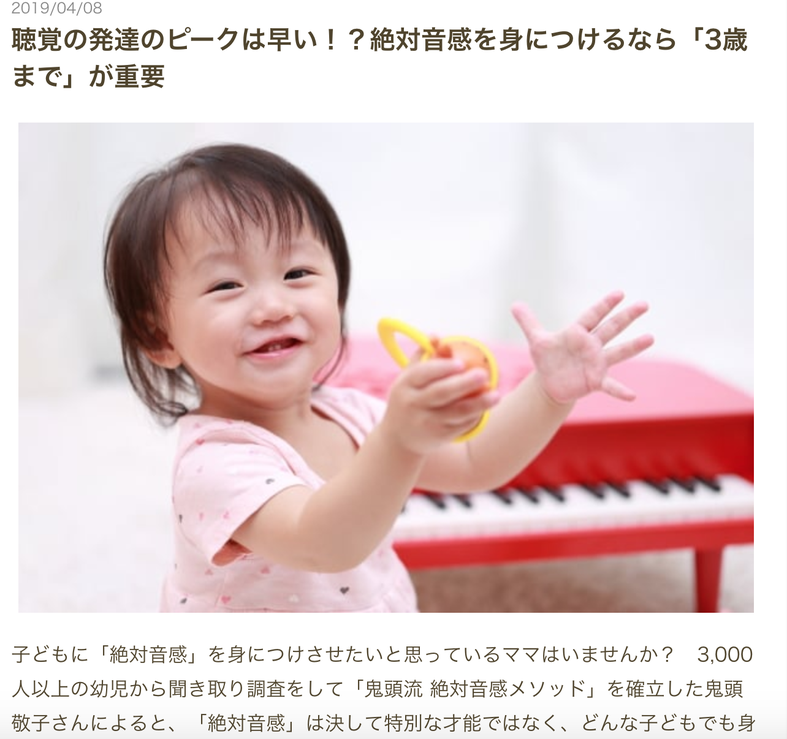 2019/04/08
聴覚の発達のピークは早い！？絶対音感を身につけるなら「3歳
まで」が重要
子どもに「絶対音感」を身につけさせたいと思っているママはいませんか？　3,000
人以上の幼児から聞き取り調査をして「鬼頭流 絶対音感メソッド」を確立した鬼頭
敬子さんによると、「絶対音感」は決して特別な才能ではなく、どんな子どもでも身